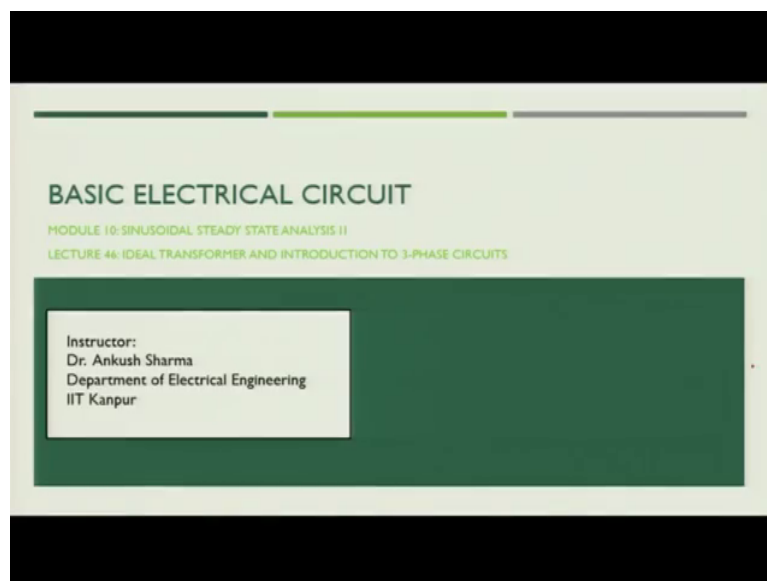 BASIC ELECTRICAL CIRCUIT
MODULE 10: SINUSOIDAL STEADY STATE ANALYSIS II
LECTURE 46: IDEAL TRANSFORMER AND INTRODUCTION TO 3-PHASE CIRCUITS
Instructor:
Dr. Ankush Sharma
Department of Electrical Engineering
IIT Kanpur